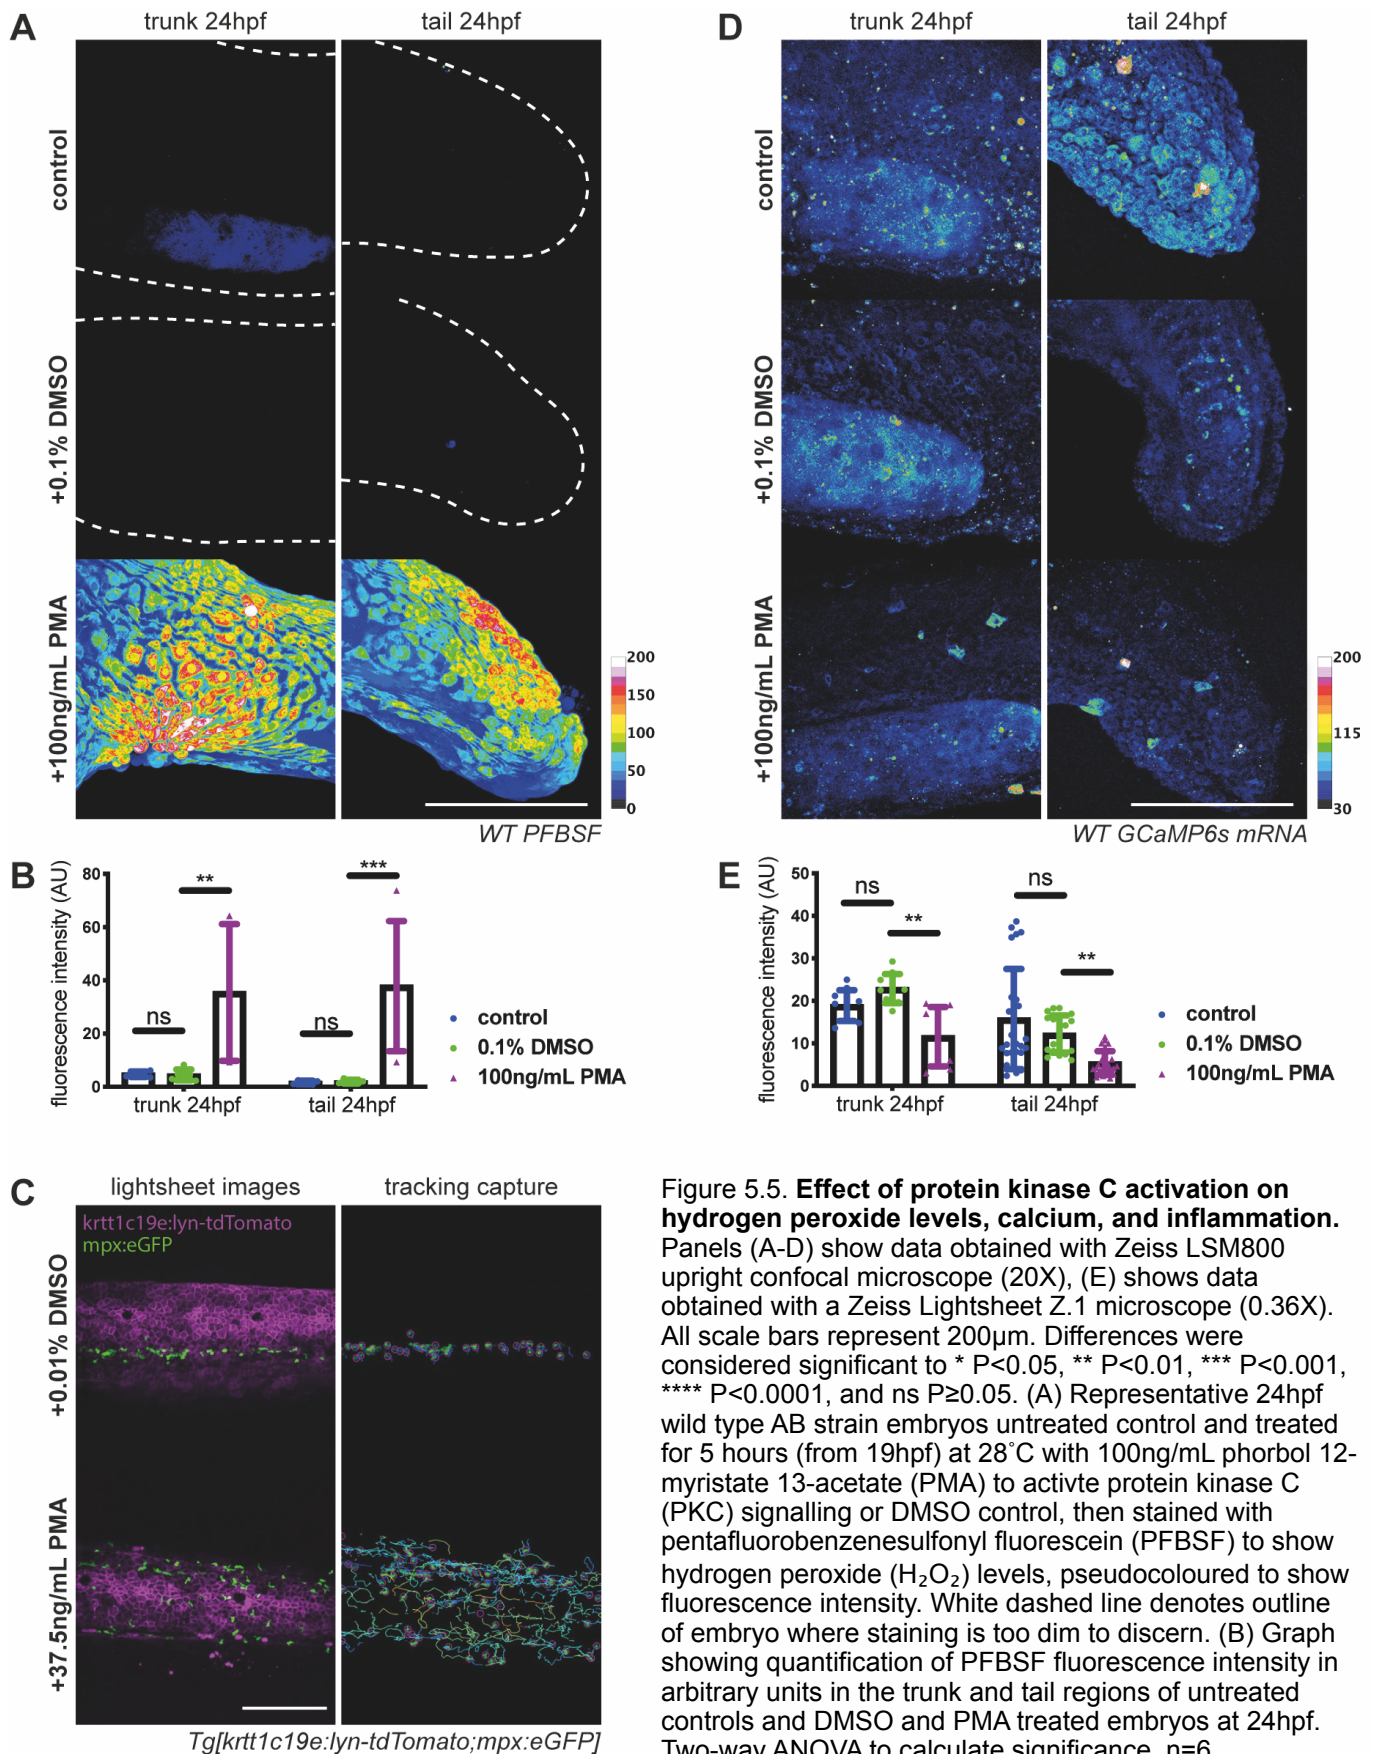 A
trunk 24hpf
tail 24hpf
control
+0.1% DMSO
+100ng/mL PMA
200
150
100
50
0
WT PFBSF
B
fluorescence intensity (AU)
80
60
40
20
0
ns
**
ns
***
trunk 24hpf
tail 24hpf
control
0.1% DMSO
100ng/mL PMA
C
lightsheet images
tracking capture
krtt1c19e:lyn-tdTomato
mpx:eGFP
+0.01% DMSO
+37.5ng/mL PMA
Tg[krtt1c19e:lyn-tdTomato;mpx:eGFP]
D
trunk 24hpf
tail 24hpf
control
+0.1% DMSO
+100ng/mL PMA
200
115
30
WT GCaMP6s mRNA
E
fluorescence intensity (AU)
50
40
30
20
10
0
ns
**
ns
**
trunk 24hpf
tail 24hpf
control
0.1% DMSO
100ng/mL PMA
Figure 5.5. Effect of protein kinase C activation on
hydrogen peroxide levels, calcium, and inflammation.
Panels (A-D) show data obtained with Zeiss LSM800
upright confocal microscope (20X), (E) shows data
obtained with a Zeiss Lightsheet Z.1 microscope (0.36X).
All scale bars represent 200µm. Differences were
considered significant to * P<0.05, ** P<0.01, *** P<0.001,
**** P<0.0001, and ns P≥0.05. (A) Representative 24hpf
wild type AB strain embryos untreated control and treated
for 5 hours (from 19hpf) at 28˚C with 100ng/mL phorbol 12-
myristate 13-acetate (PMA) to activte protein kinase C
(PKC) signalling or DMSO control, then stained with
pentafluorobenzenesulfonyl fluorescein (PFBSF) to show
hydrogen peroxide (H₂O₂) levels, pseudocoloured to show
fluorescence intensity. White dashed line denotes outline
of embryo where staining is too dim to discern. (B) Graph
showing quantification of PFBSF fluorescence intensity in
arbitrary units in the trunk and tail regions of untreated
controls and DMSO and PMA treated embryos at 24hpf.
Two-way ANOVA to calculate significance, n=6